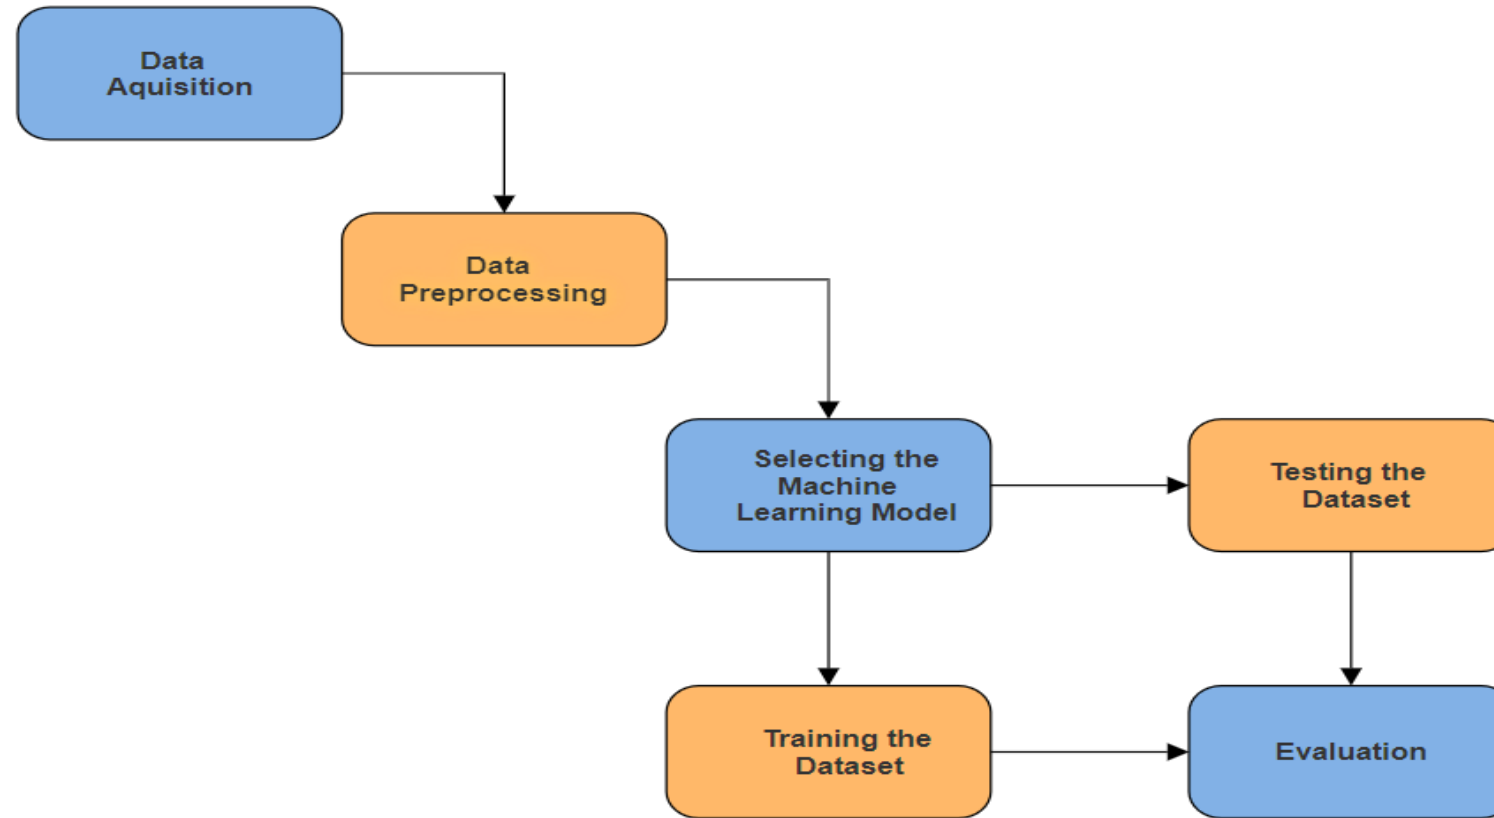 Data
Aquisition
Data
Preprocessing
Selecting the
Machine
Learning Model
Testing the
Dataset
Training the
Dataset
Evaluation